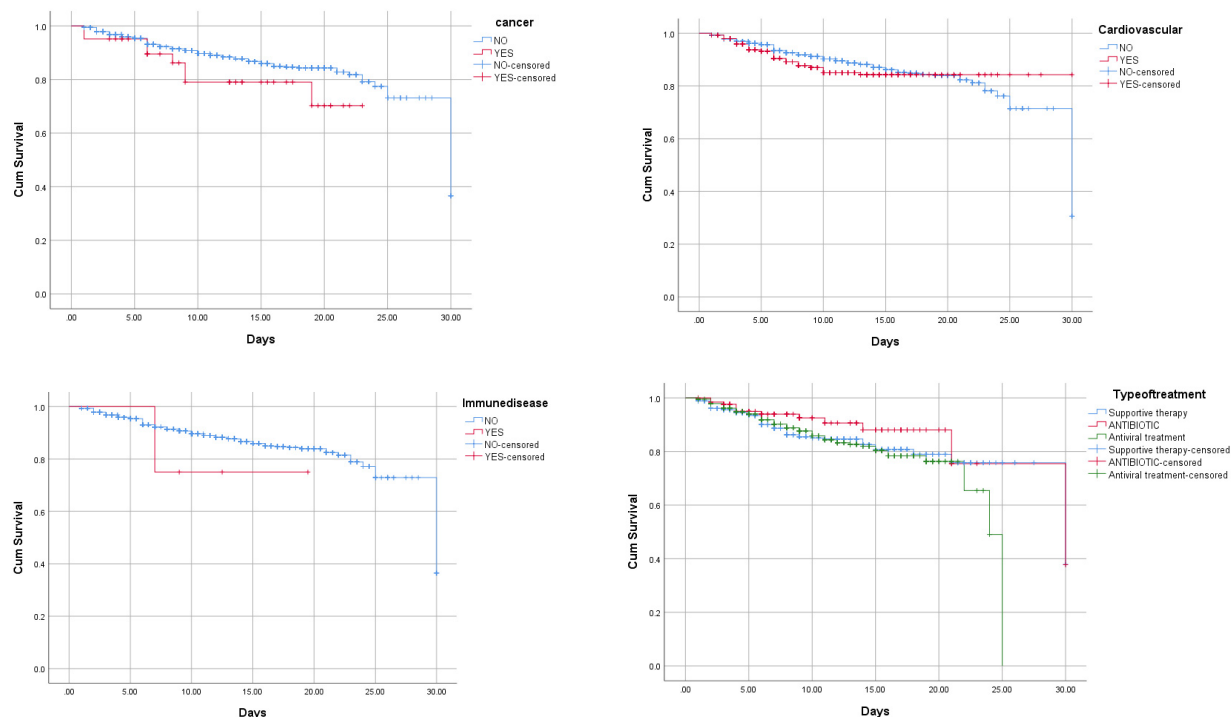 cancer
NO
YES
NO-censored
YES-censored
Cum Survival
1.0
0.8
0.6
0.4
0.2
0.0
.00 5.00 10.00 15.00 20.00 25.00 30.00
Days
Cardiovascular
NO
YES
NO-censored
YES-censored
Cum Survival
1.0
0.8
0.6
0.4
0.2
0.0
.00 5.00 10.00 15.00 20.00 25.00 30.00
Days
Immunedisease
NO
YES
NO-censored
YES-censored
Cum Survival
1.0
0.8
0.6
0.4
0.2
0.0
.00 5.00 10.00 15.00 20.00 25.00 30.00
Days
Typeoftreatment
Supportive therapy
ANTIBIOTIC
Antiviral treatment
Supportive therapy-censored
ANTIBIOTIC-censored
Antiviral treatment-censored
Cum Survival
1.0
0.8
0.6
0.4
0.2
0.0
.00 5.00 10.00 15.00 20.00 25.00 30.00
Days